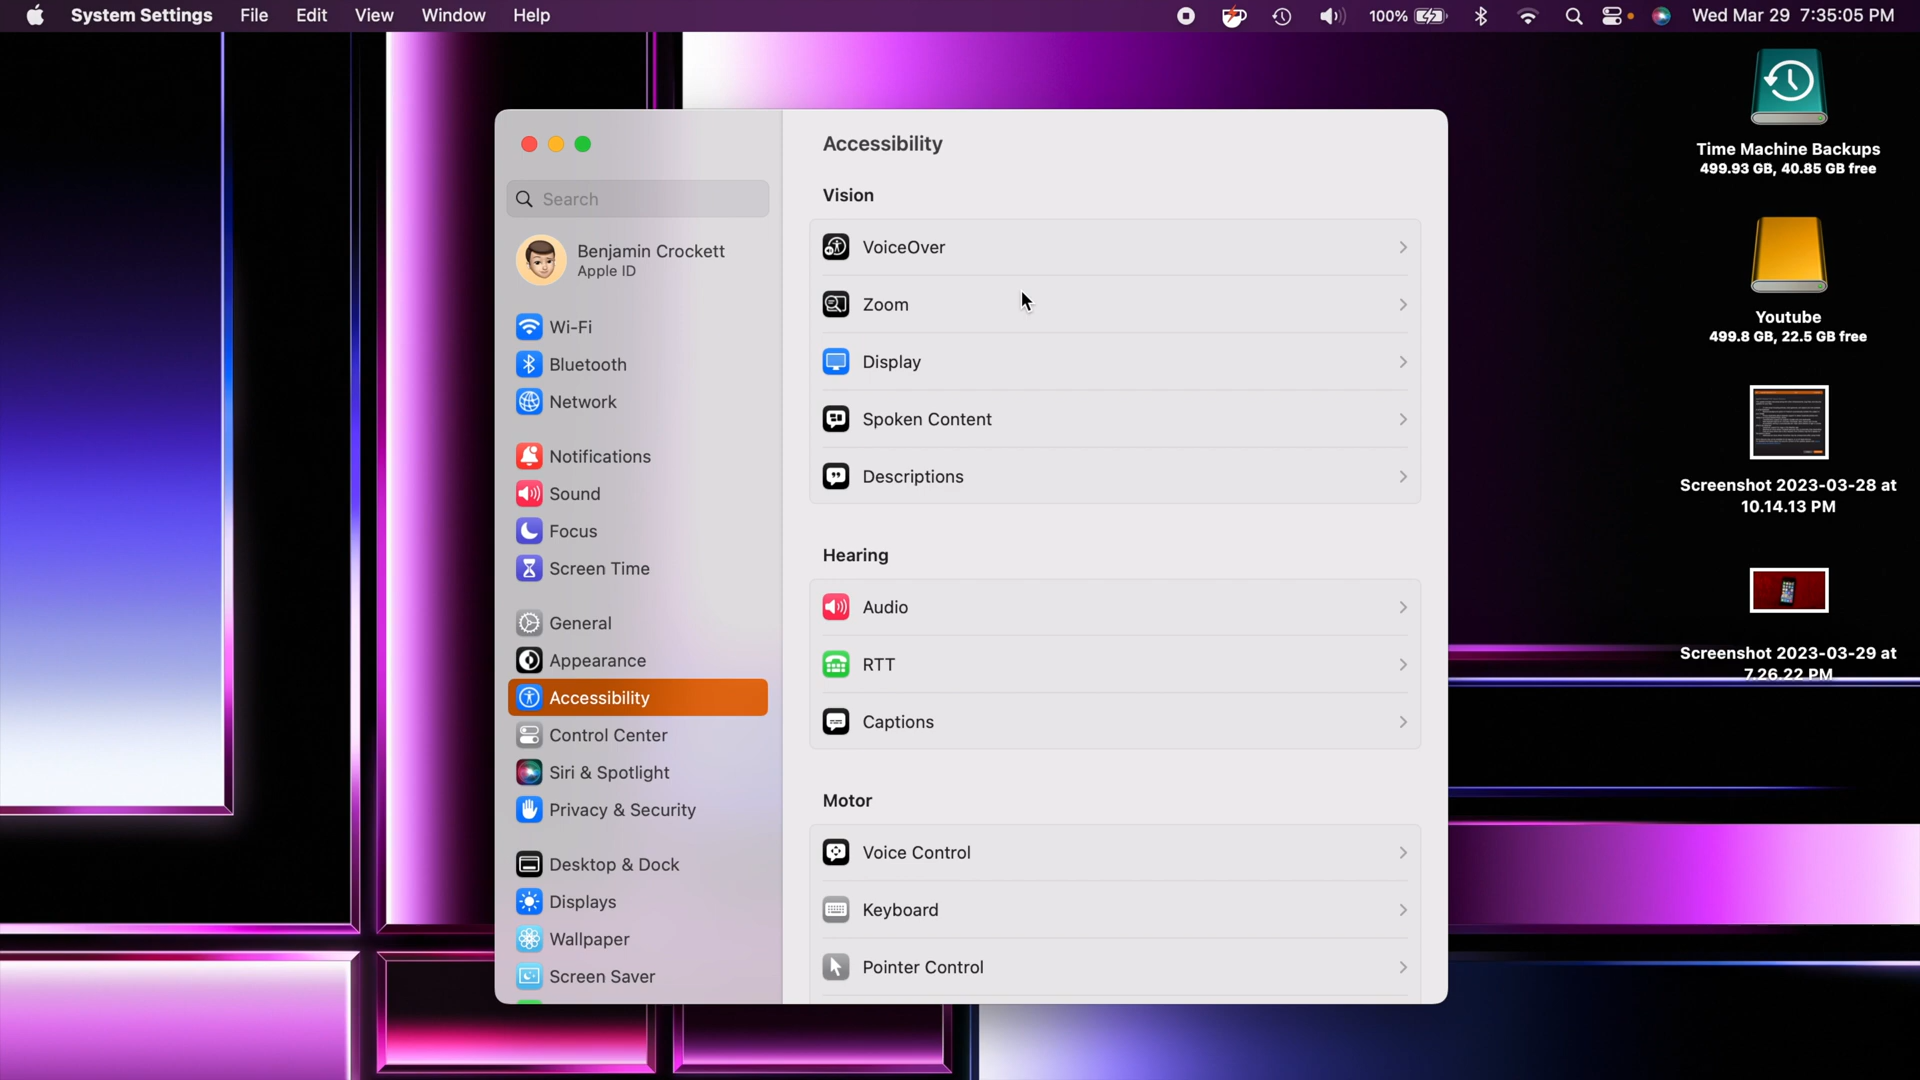 System Settings File Edit View Window Help 100% Wed Mar 29 7:35:05 PM
Accessibility
Search
Benjamin Crockett
Apple ID
Wi-Fi
Bluetooth
Network
Notifications
Sound
Focus
Screen Time
General
Appearance
Accessibility
Control Center
Siri & Spotlight
Privacy & Security
Desktop & Dock
Displays
Wallpaper
Screen Saver
Vision
VoiceOver
Zoom
Display
Spoken Content
Descriptions
Hearing
Audio
RTT
Captions
Motor
Voice Control
Keyboard
Pointer Control
Time Machine Backups
499.93 GB, 40.85 GB free
Youtube
499.8 GB, 22.5 GB free
Screenshot 2023-03-28 at
10.14.13 PM
Screenshot 2023-03-29 at
7.26.22 PM